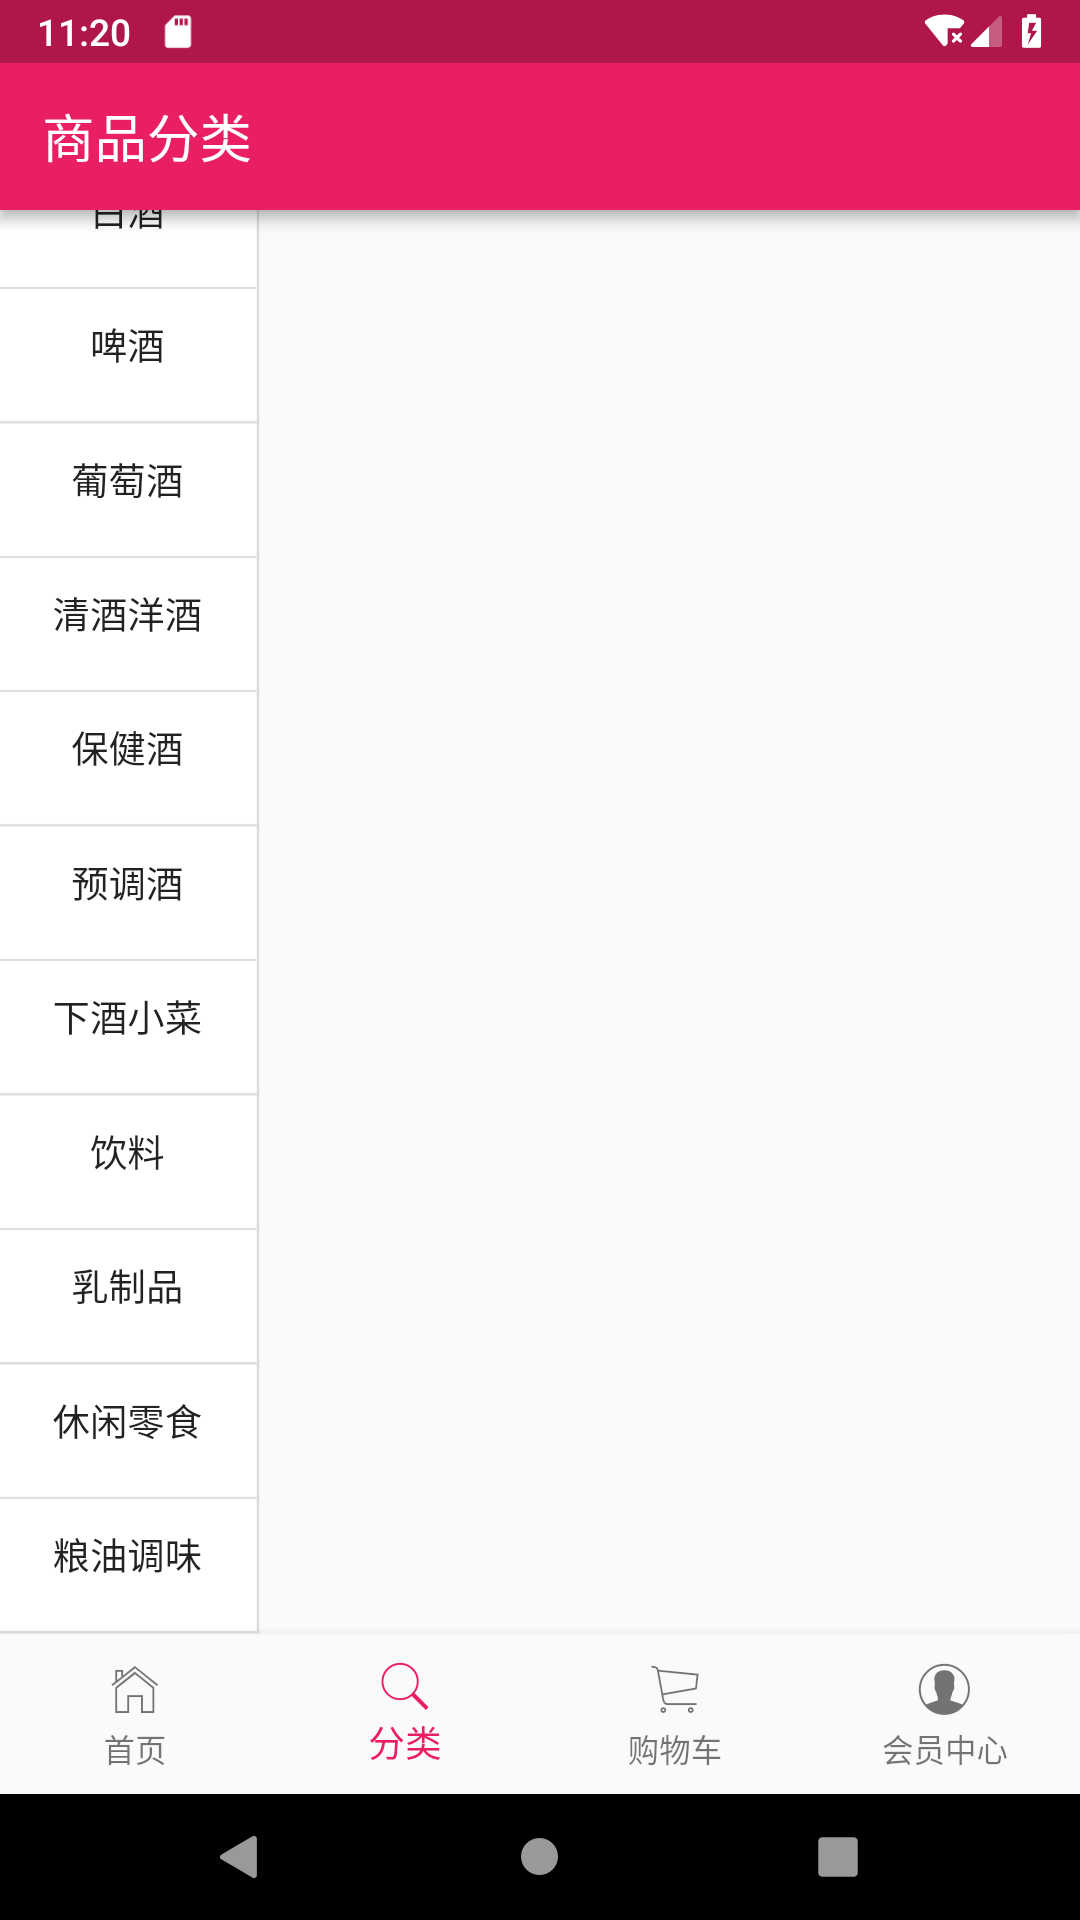 11:20
商品分类
白酒
啤酒
葡萄酒
清酒洋酒
保健酒
预调酒
下酒小菜
饮料
乳制品
休闲零食
粮油调味
首页
分类
购物车
会员中心